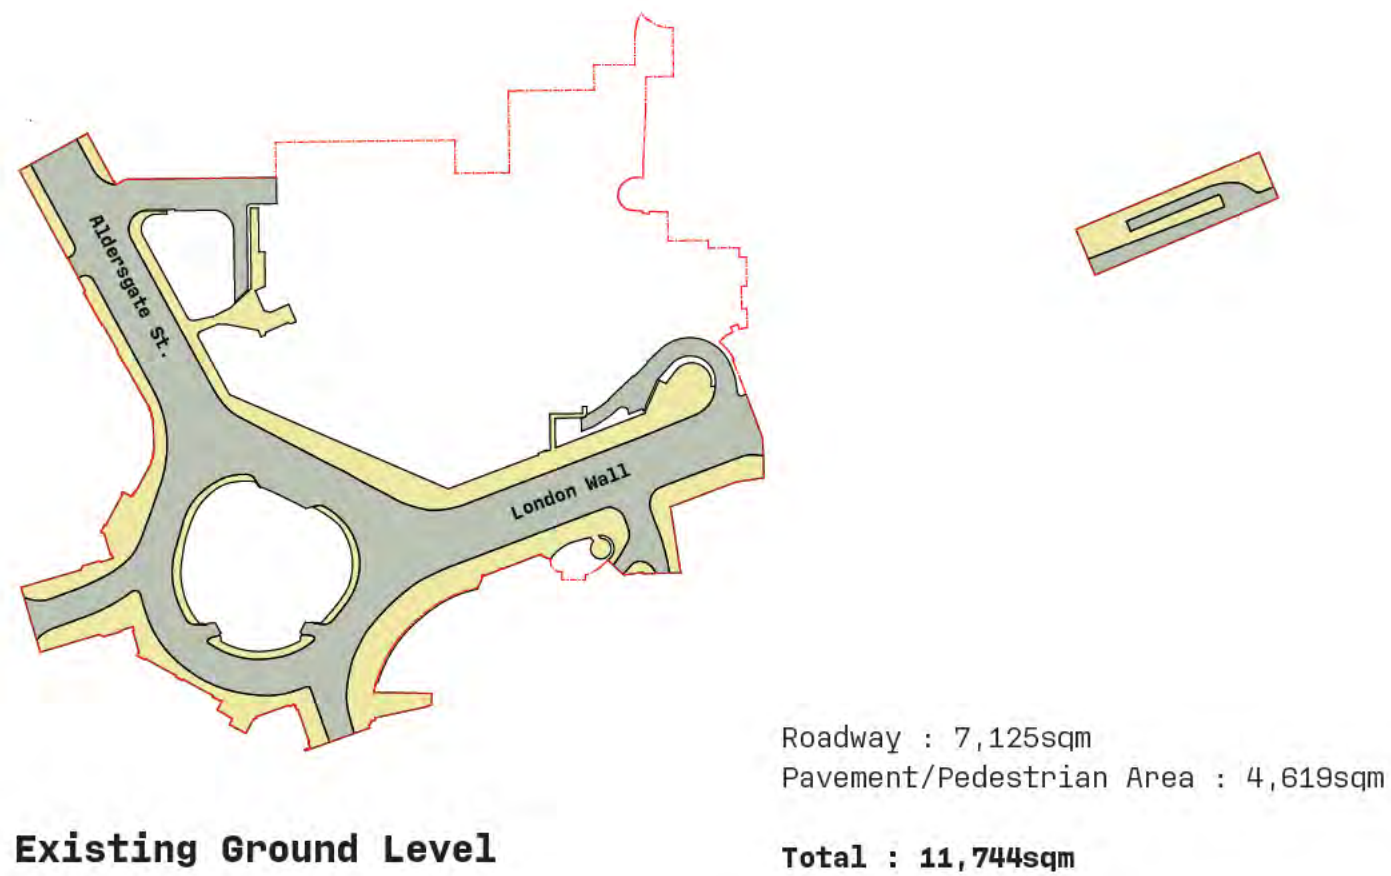 Aldersgate St.
London Wall
Roadway : 7,125sqm
Pavement/Pedestrian Area : 4,619sqm
Existing Ground Level
Total : 11,744sqm